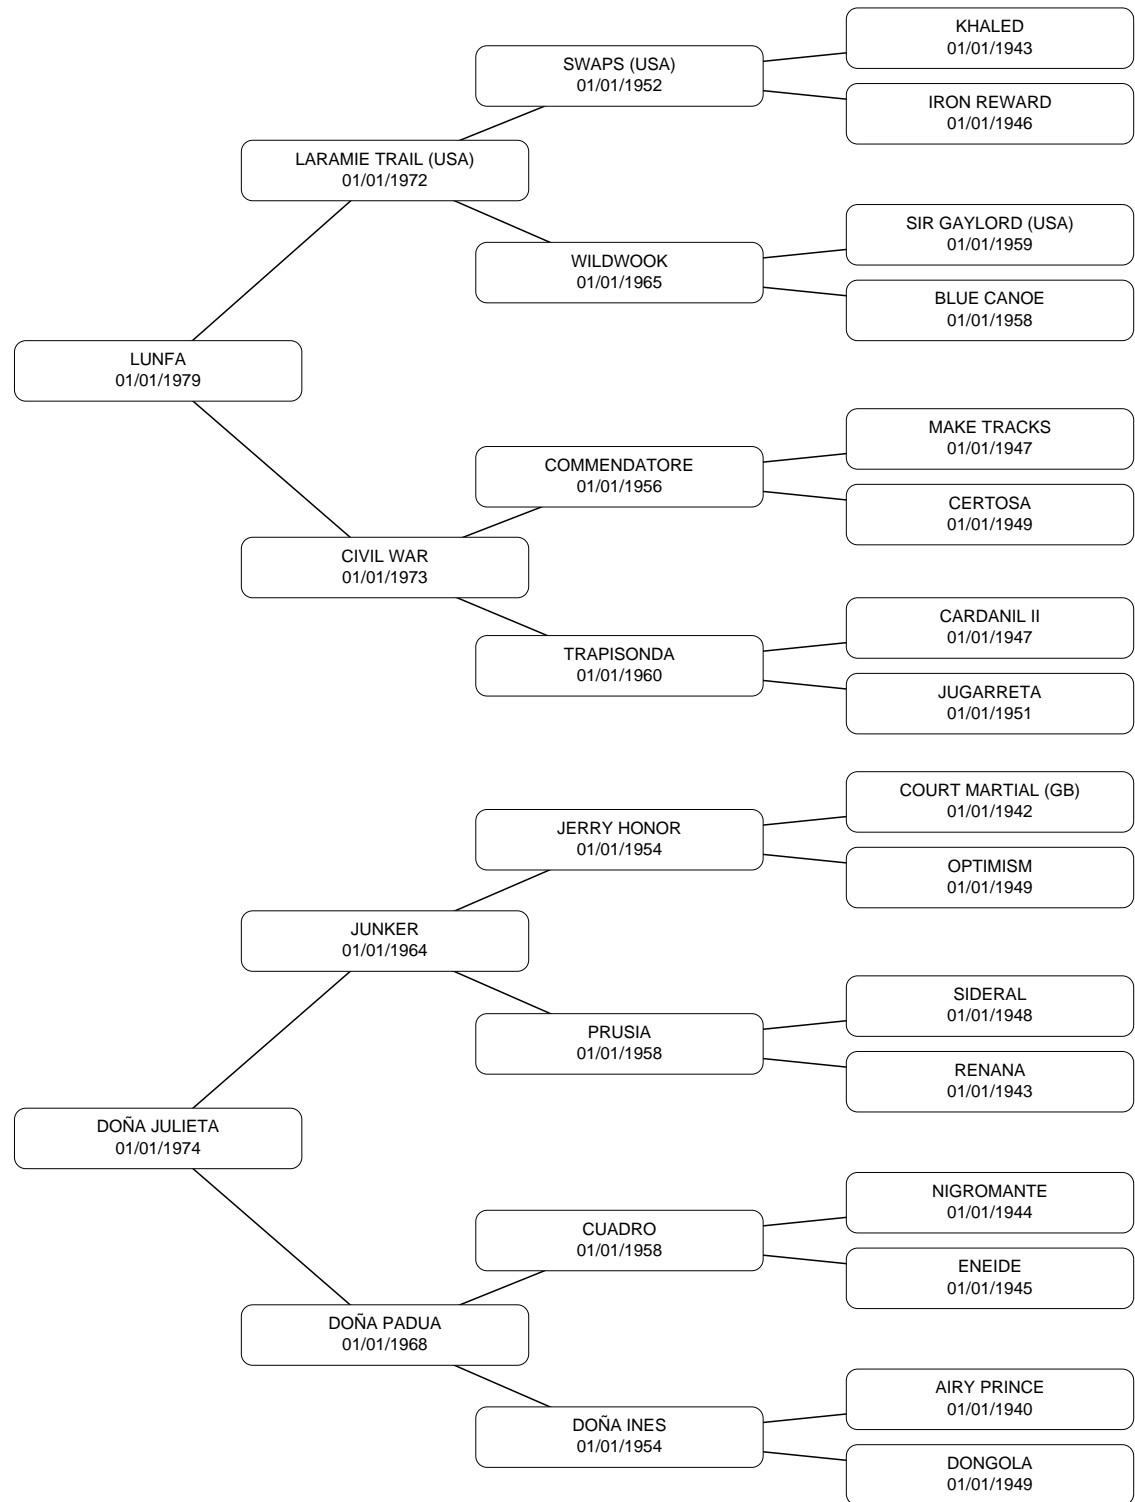 KHALED
01/01/1943
SWAPS (USA)
01/01/1952
IRON REWARD
01/01/1946
LARAMIE TRAIL (USA)
01/01/1972
SIR GAYLORD (USA)
01/01/1959
WILDWOOK
01/01/1965
BLUE CANOE
01/01/1958
LUNFA
01/01/1979
MAKE TRACKS
01/01/1947
COMMENDATORE
01/01/1956
CERTOSA
01/01/1949
CIVIL WAR
01/01/1973
CARDANIL II
01/01/1947
TRAPISONDA
01/01/1960
JUGARRETA
01/01/1951
COURT MARTIAL (GB)
01/01/1942
JERRY HONOR
01/01/1954
OPTIMISM
01/01/1949
JUNKER
01/01/1964
SIDERAL
01/01/1948
PRUSIA
01/01/1958
RENANA
01/01/1943
DOÑA JULIETA
01/01/1974
NIGROMANTE
01/01/1944
CUADRO
01/01/1958
ENEIDE
01/01/1945
DOÑA PADUA
01/01/1968
AIRY PRINCE
01/01/1940
DOÑA INES
01/01/1954
DONGOLA
01/01/1949